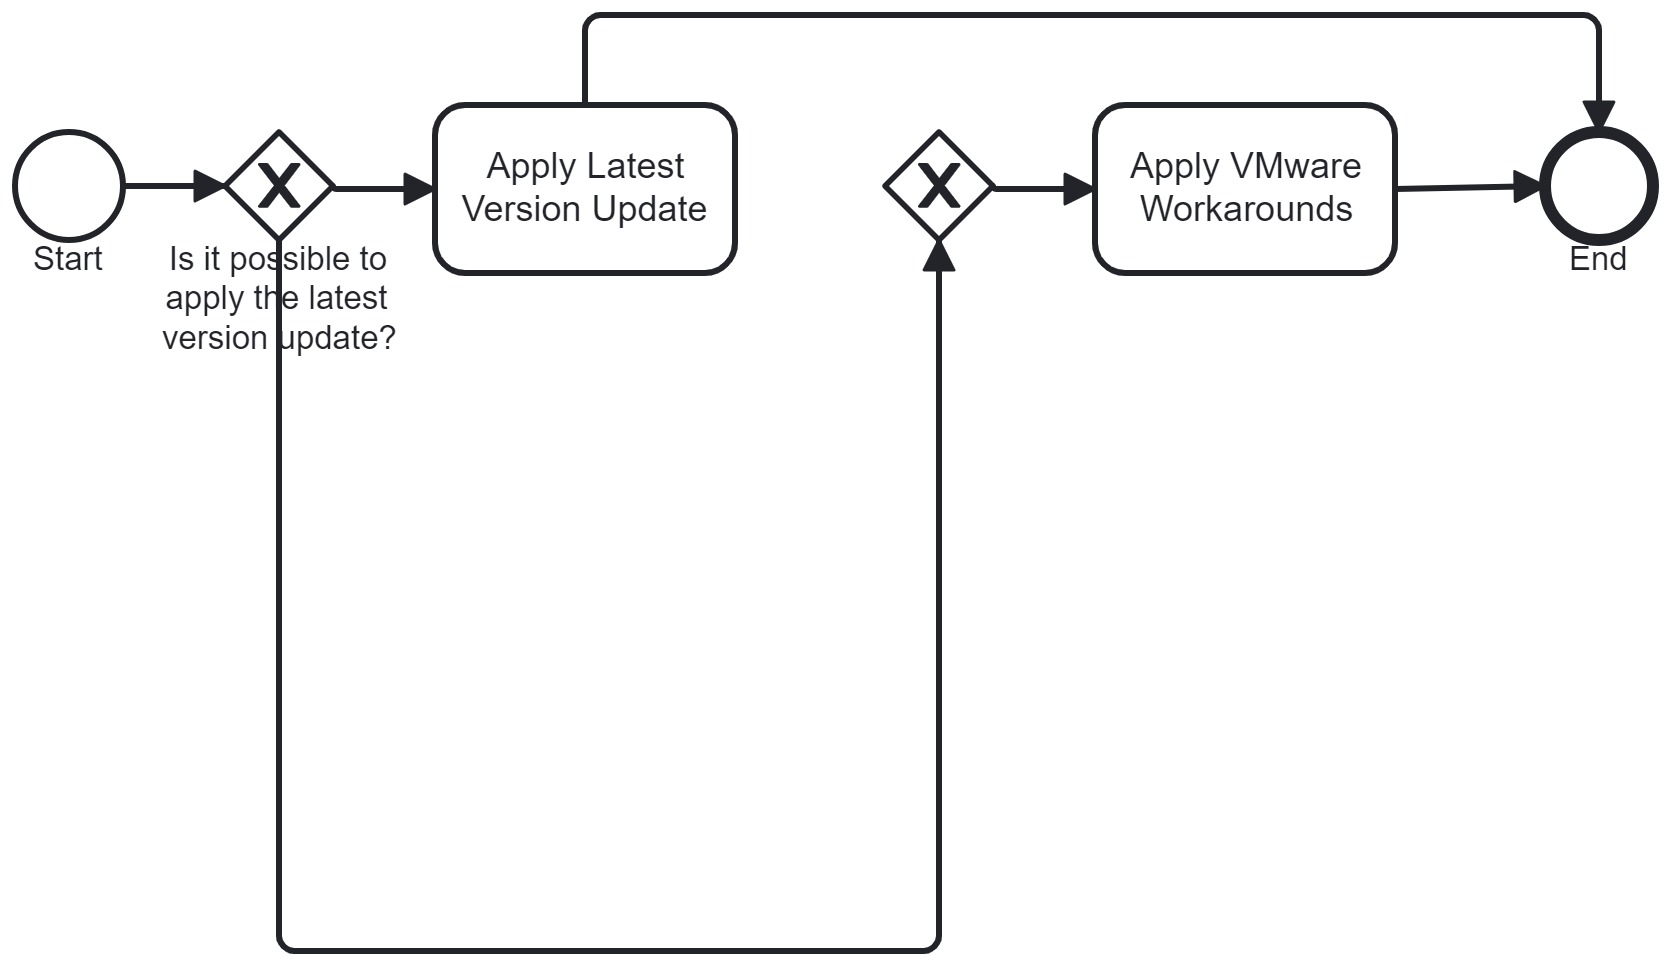 Start
X
Is it possible to
apply the latest
version update?
Apply Latest
Version Update
X
Apply VMware
Workarounds
End